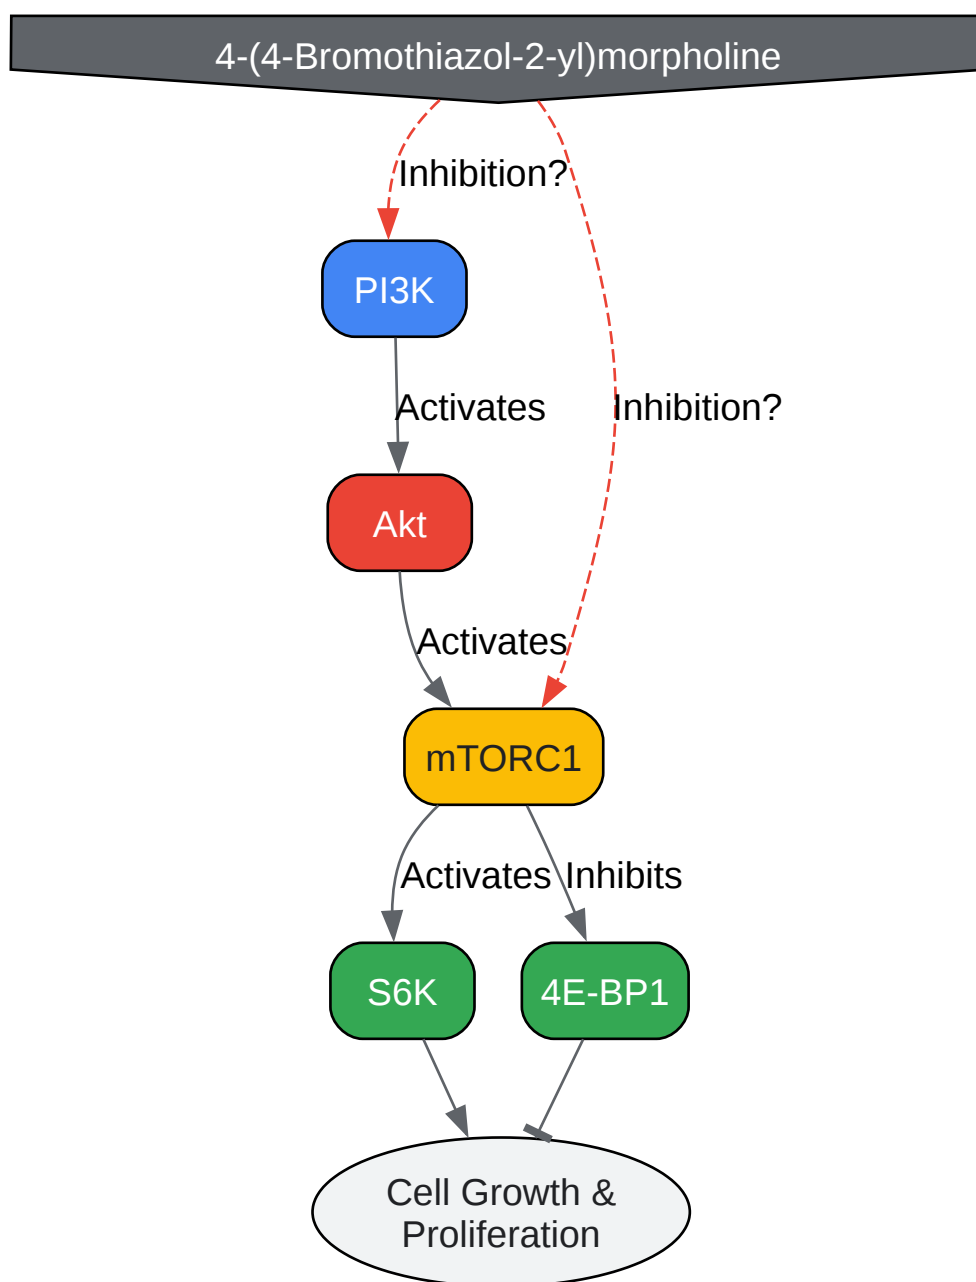 4-(4-Bromothiazol-2-yl)morpholine
Inhibition?
PI3K
Activates
Inhibition?
Akt
Activates
mTORC1
Activates
Inhibits
S6K
4E-BP1
Cell Growth &
Proliferation